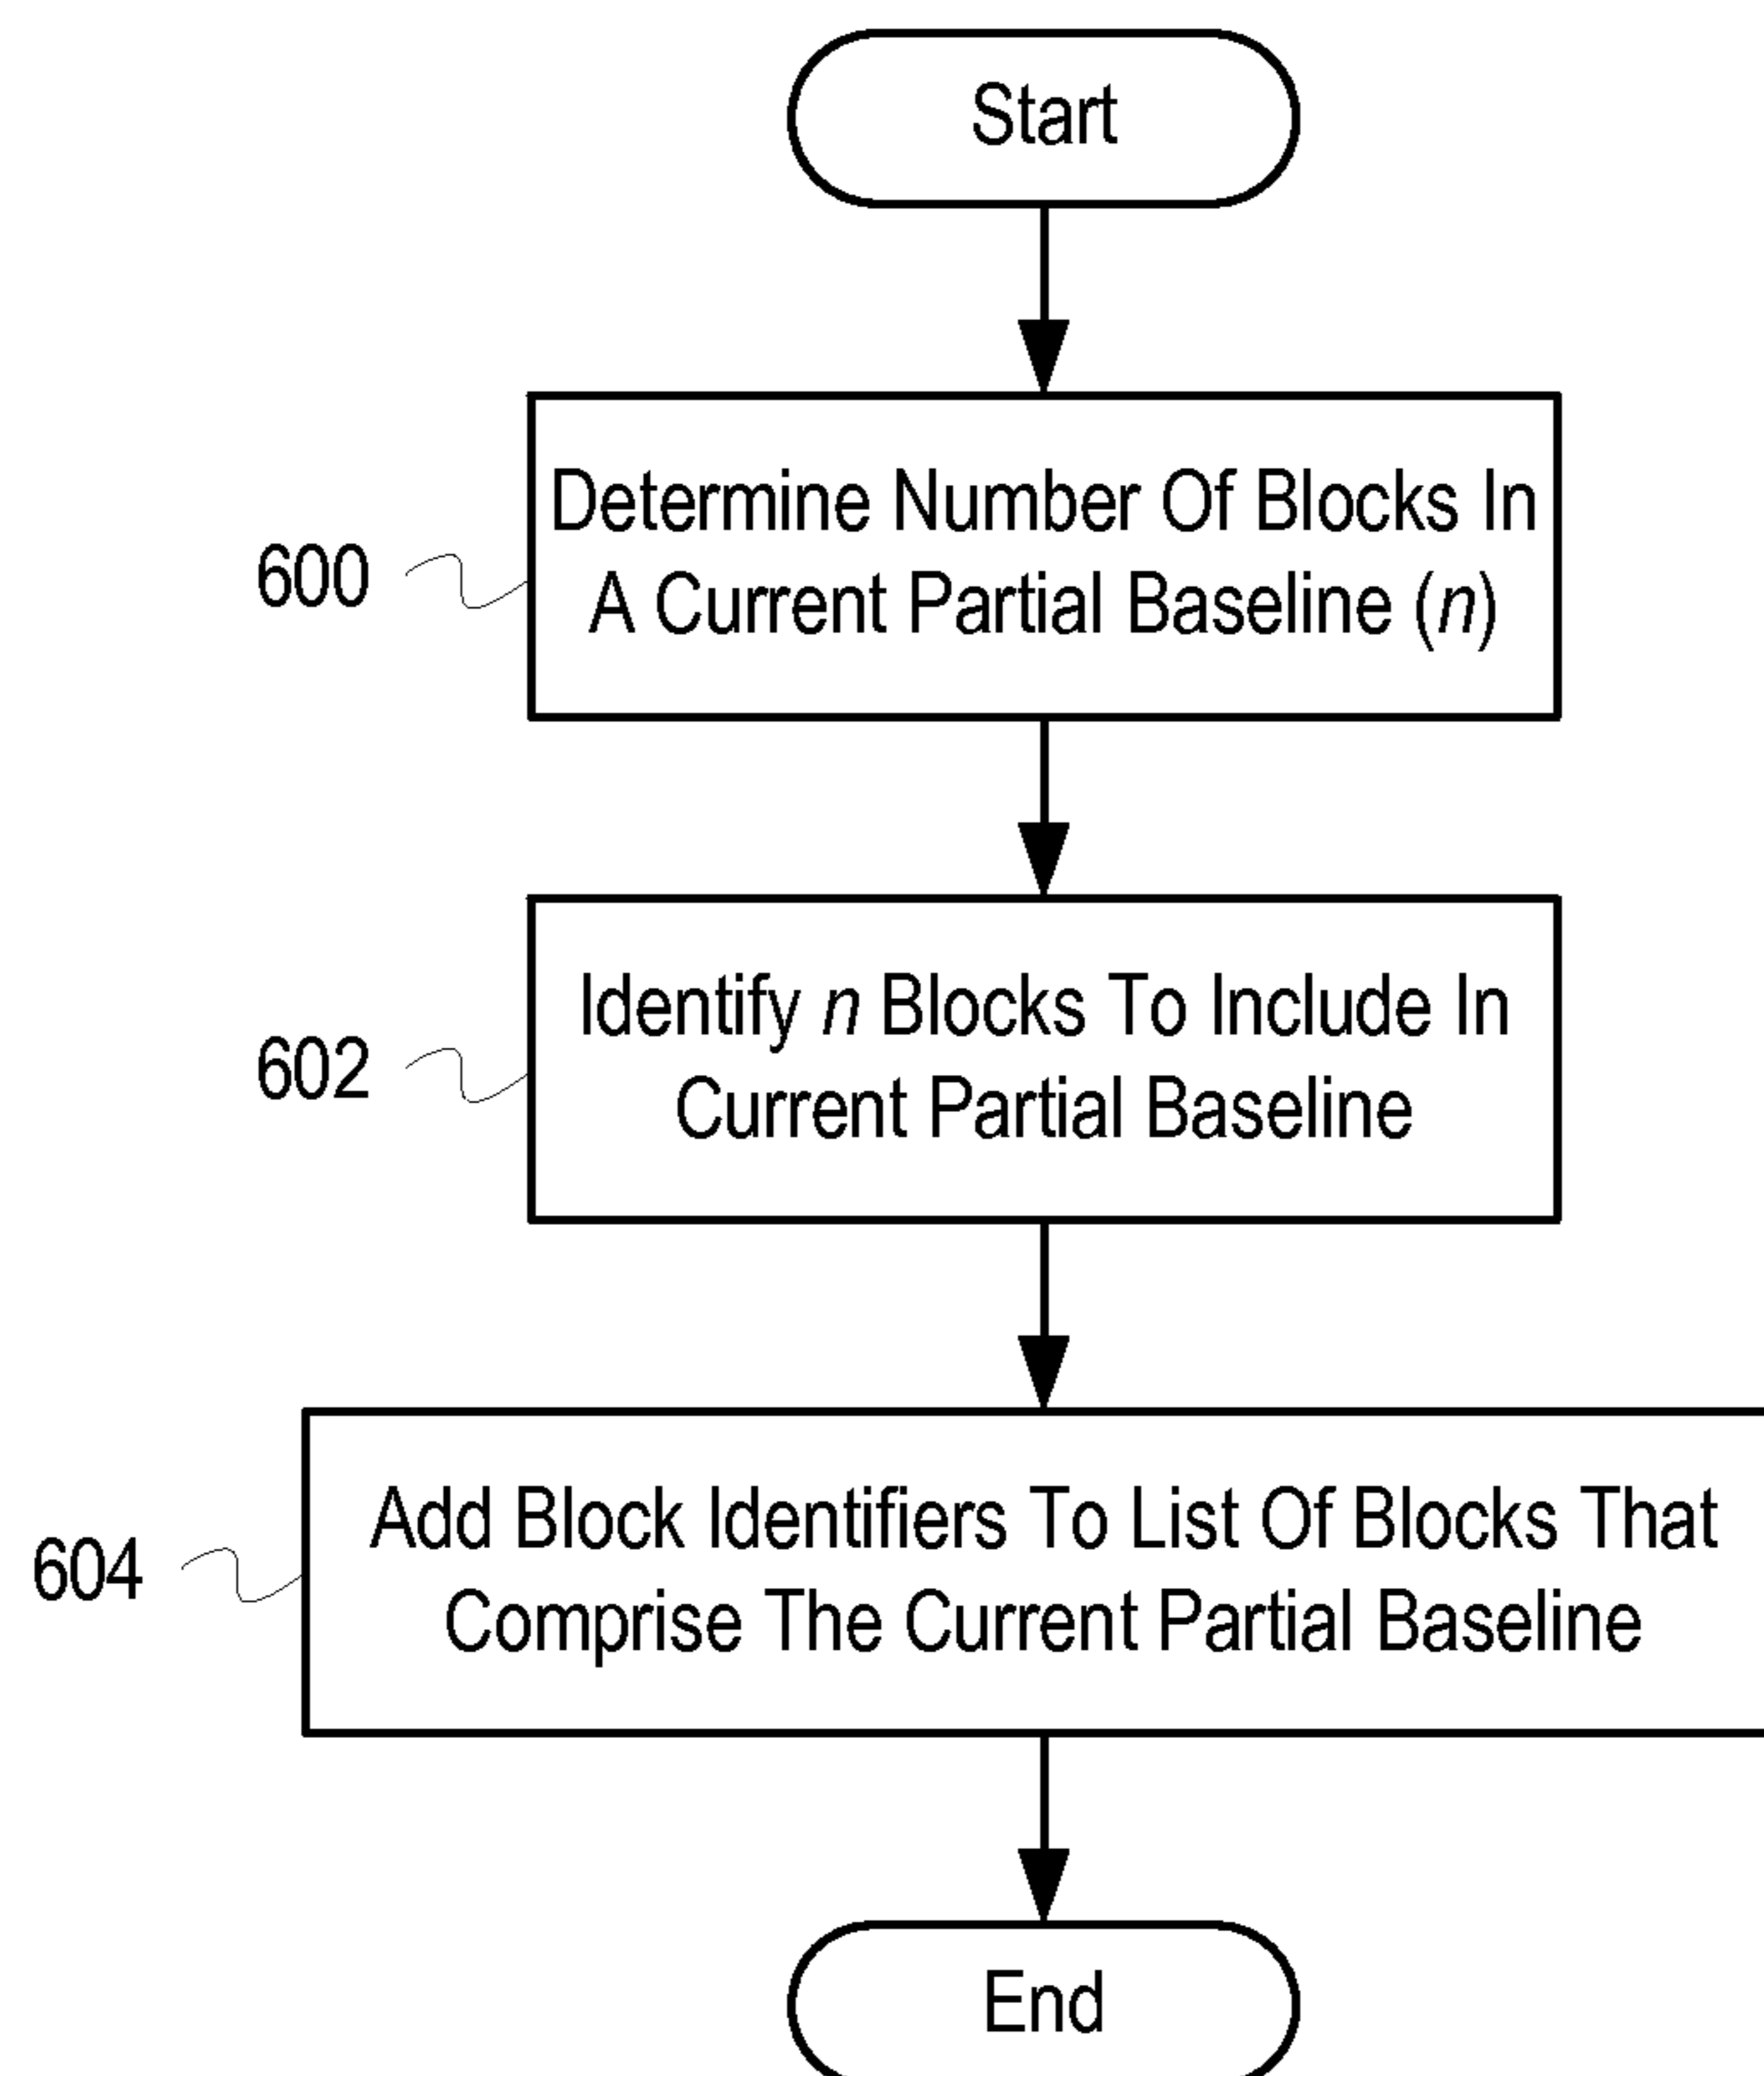 Start
600
Determine Number Of Blocks In
A Current Partial Baseline (n)
602
Identify n Blocks To Include In
Current Partial Baseline
604
Add Block Identifiers To List Of Blocks That
Comprise The Current Partial Baseline
End